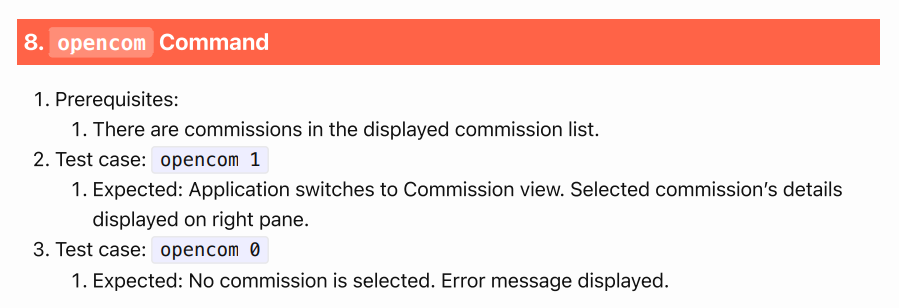 8. opencom Command
1. Prerequisites:
1. There are commissions in the displayed commission list.
2. Test case: opencom 1
1. Expected: Application switches to Commission view. Selected commission’s details
displayed on right pane.
3. Test case: opencom 0
1. Expected: No commission is selected. Error message displayed.